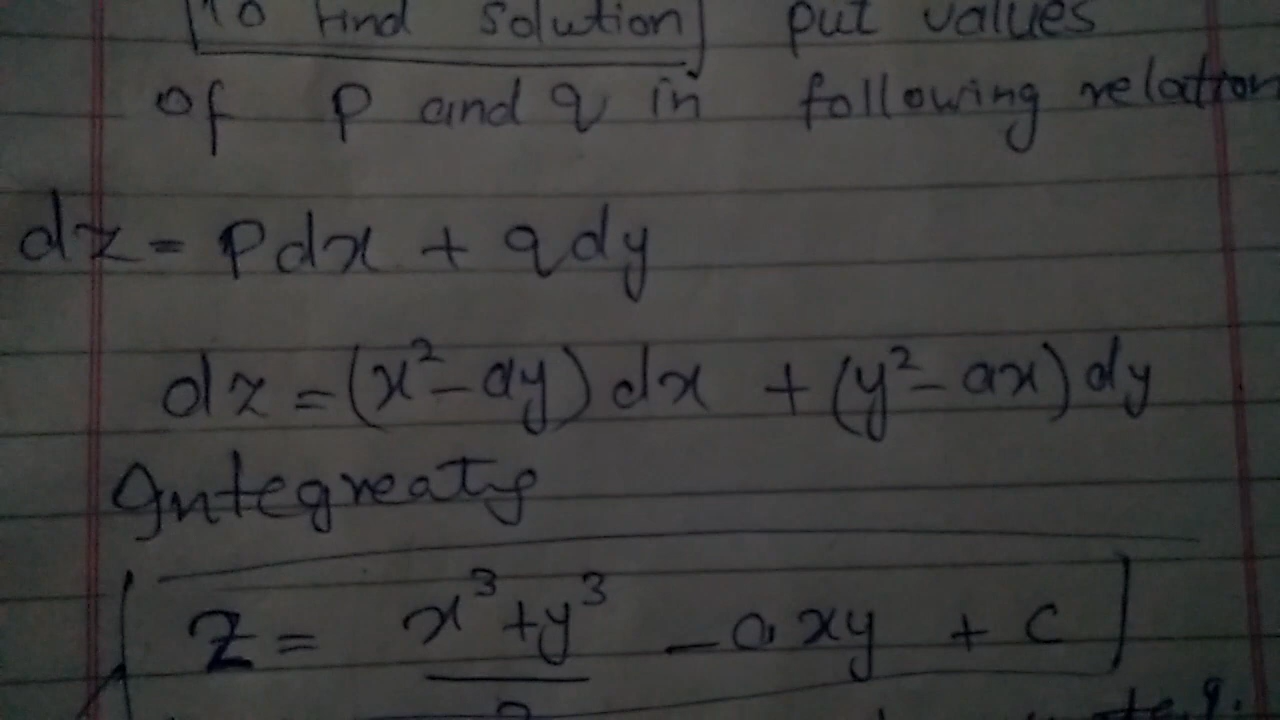 To find solution put values
of p and q in following relation
dz = pdx + qdy
dz = (x² - ay) dx + (y² - ax) dy
Integreatg
z = x³ + y³ - axy + c